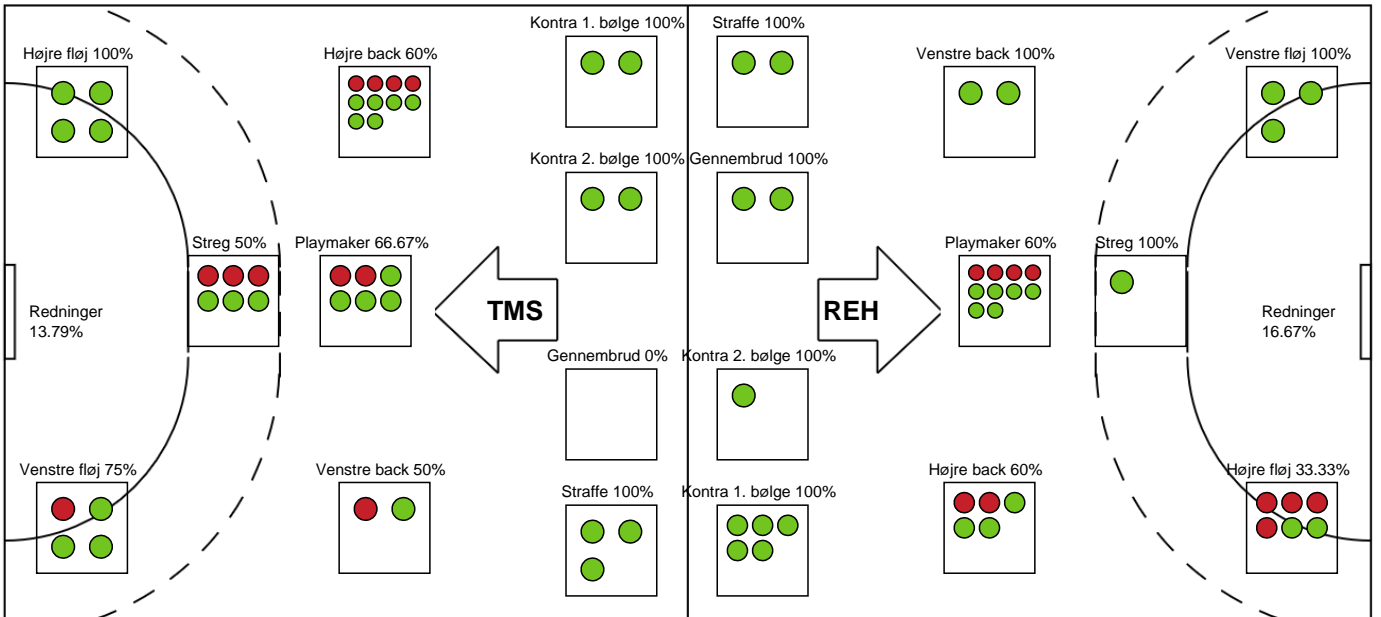 Kontra 1. bølge 100%
Straffe 100%
Højre fløj 100%
Højre back 60%
Venstre back 100%
Venstre fløj 100%
Kontra 2. bølge 100%
Gennembrud 100%
Streg 50%
Playmaker 66.67%
Playmaker 60%
Streg 100%
Redninger
13.79%
TMS
REH
Redninger
16.67%
Gennembrud 0%
Kontra 2. bølge 100%
Venstre fløj 75%
Venstre back 50%
Højre back 60%
Højre fløj 33.33%
Straffe 100%
Kontra 1. bølge 100%